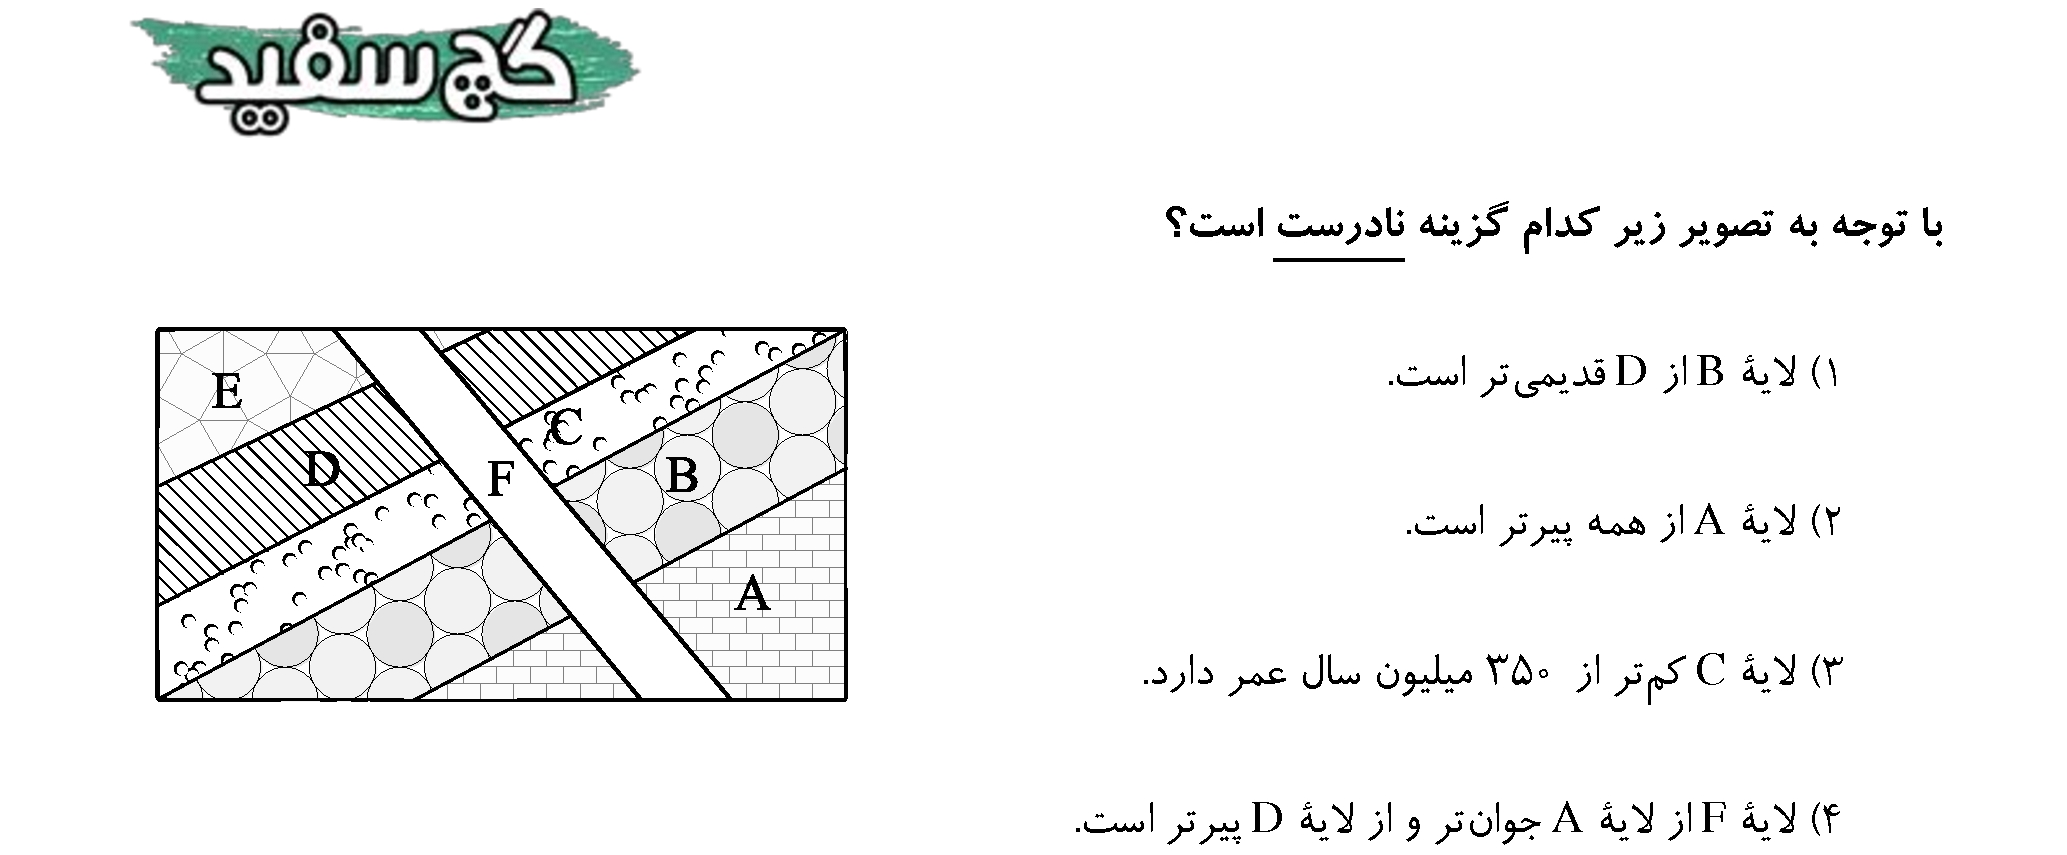 گچ سفید
با توجه به تصویر زیر کدام گزینه نادرست است؟
۱) لایهٔ B از D قدیمی‌تر است.
۲) لایهٔ A از همه پیرتر است.
۳) لایهٔ C کم‌تر از ۳۵۰ میلیون سال عمر دارد.
۴) لایهٔ F از لایهٔ A جوان‌تر و از لایهٔ D پیرتر است.
E
D
F
C
B
A